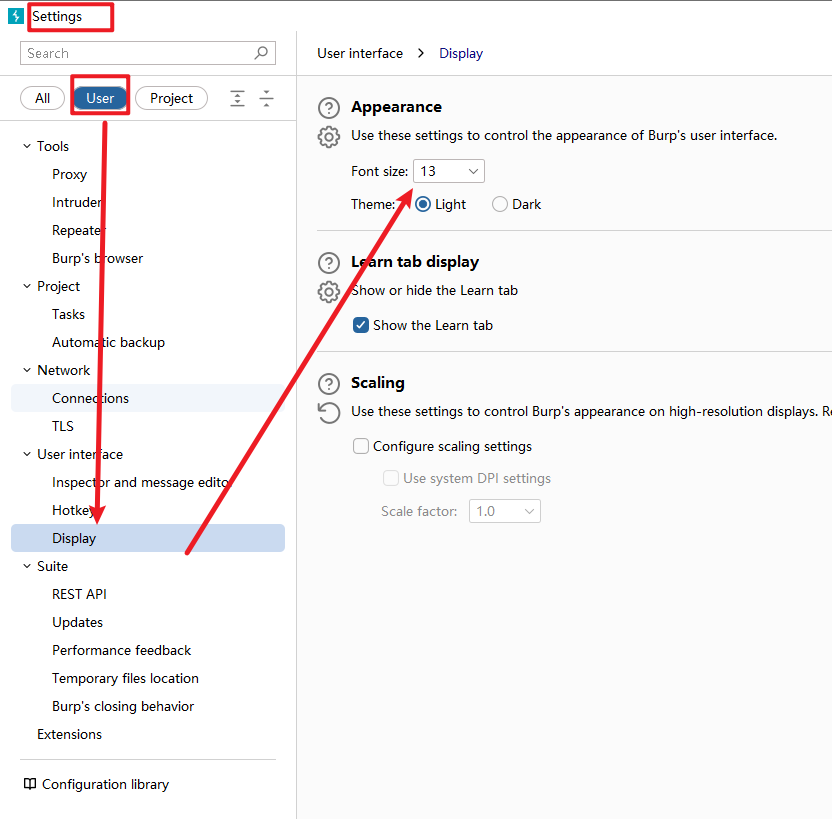 Settings
Search
All User Project
Tools
Proxy
Intruder
Repeater
Burp's browser
Project
Tasks
Automatic backup
Network
Connections
TLS
User interface
Inspector and message edito
Hotkey
Display
Suite
REST API
Updates
Performance feedback
Temporary files location
Burp's closing behavior
Extensions
Configuration library
User interface > Display
Appearance
Use these settings to control the appearance of Burp's user interface.
Font size: 13
Theme: Light Dark
Learn tab display
Show or hide the Learn tab
Show the Learn tab
Scaling
Use these settings to control Burp's appearance on high-resolution displays. Re
Configure scaling settings
Use system DPI settings
Scale factor: 1.0